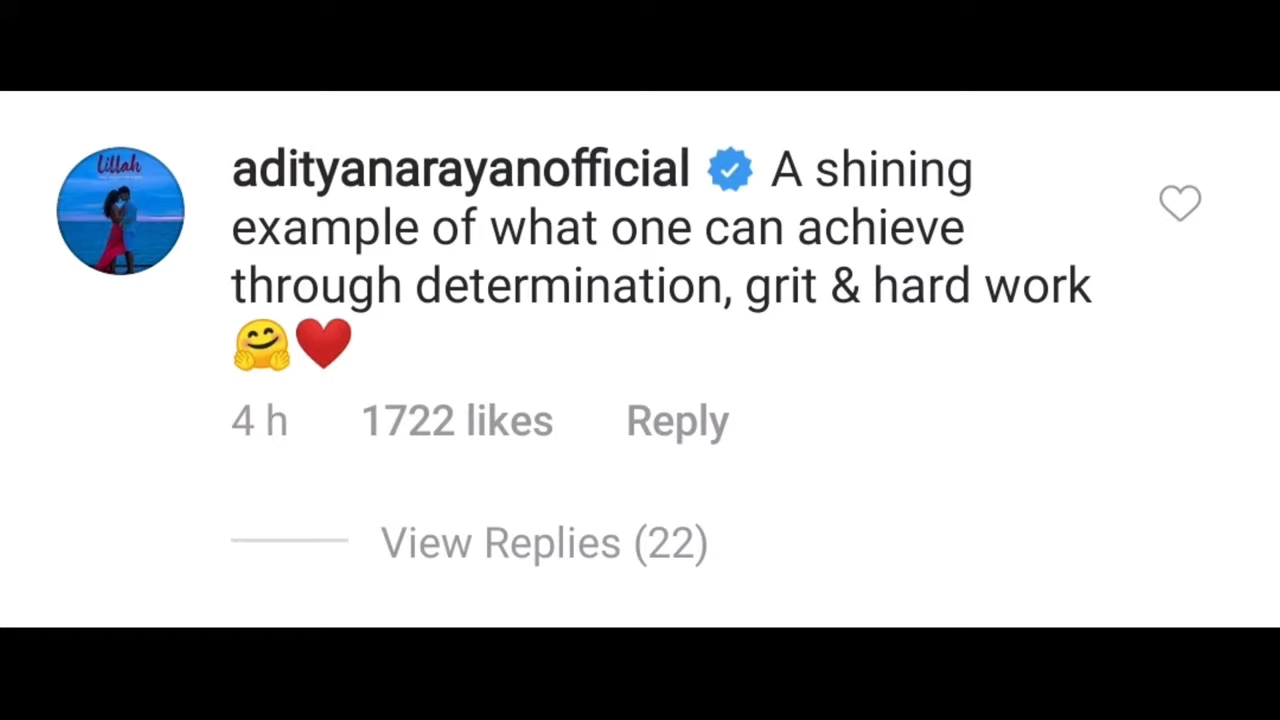 lillah
adityanarayanofficial A shining
example of what one can achieve
through determination, grit & hard work
🤗❤️
4 h 1722 likes Reply
View Replies (22)